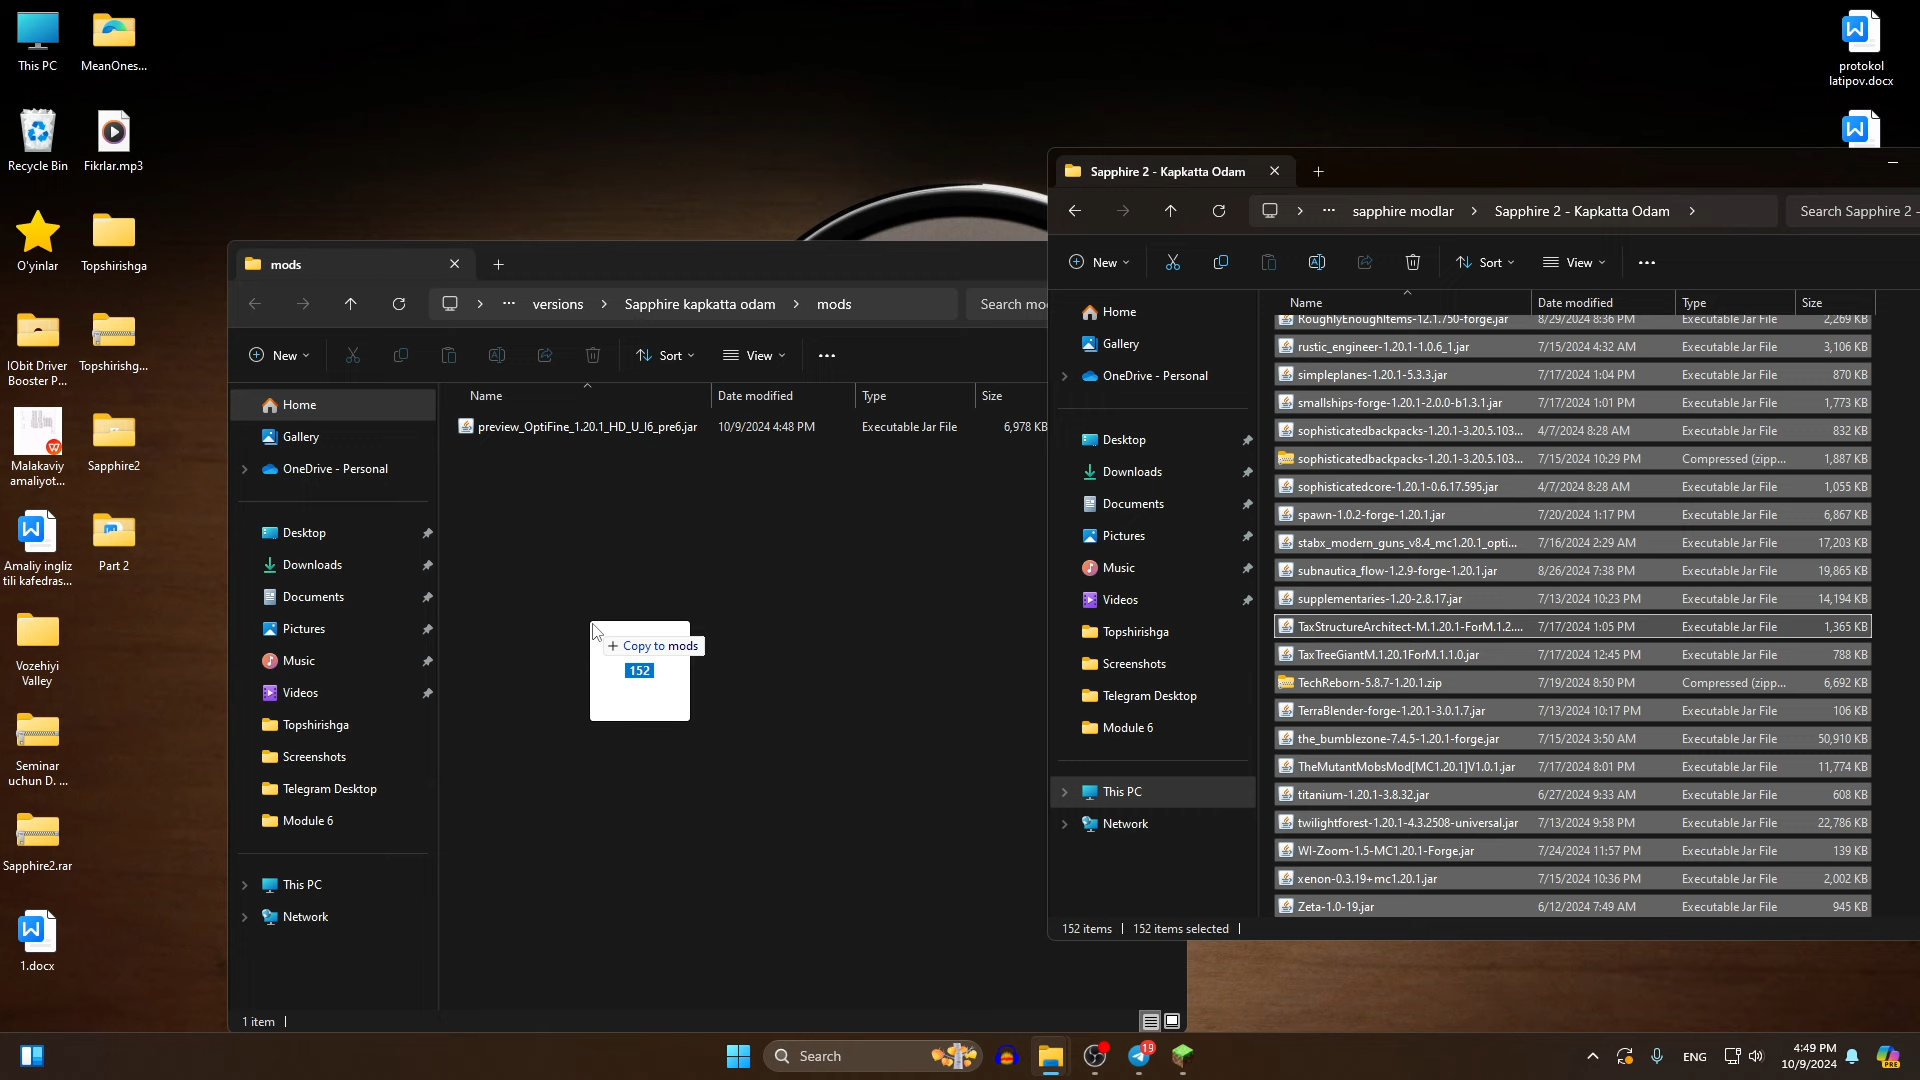 This PC
MeanOnes...
Recycle Bin
Fikrlar.mp3
O'yinlar
Topshirishga
IObit Driver
Booster P...
Topshirishg...
Malakaviy
amaliyot...
Sapphire2
Amaliy ingliz
tili kafedras...
Part 2
Vozehiyi
Valley
Seminar
uchun D. ...
Sapphire2.rar
1.docx
protokol
latipov.docx
mods
versions > Sapphire kapkatta odam > mods
Search mo
New
Sort
View
Home
Gallery
OneDrive - Personal
Desktop
Downloads
Documents
Pictures
Music
Videos
Topshirishga
Screenshots
Telegram Desktop
Module 6
This PC
Network
Name Date modified Type Size
preview_OptiFine_1.20.1_HD_U_I6_pre6.jar 10/9/2024 4:48 PM Executable Jar File 6,978 KB
+ Copy to mods
152
1 item
Sapphire 2 - Kapkatta Odam
sapphire modlar > Sapphire 2 - Kapkatta Odam >
Search Sapphire 2 -
New
Sort
View
Home
Gallery
OneDrive - Personal
Desktop
Downloads
Documents
Pictures
Music
Videos
Topshirishga
Screenshots
Telegram Desktop
Module 6
This PC
Network
Name Date modified Type Size
RoughlyEnoughItems-12.1.750-forge.jar 8/29/2024 8:36 PM Executable Jar File 2,269 KB
rustic_engineer-1.20.1-1.0.6_1.jar 7/15/2024 4:32 AM Executable Jar File 3,106 KB
simpleplanes-1.20.1-5.3.3.jar 7/17/2024 1:04 PM Executable Jar File 870 KB
smallships-forge-1.20.1-2.0.0-b1.3.1.jar 7/17/2024 1:01 PM Executable Jar File 1,773 KB
sophisticatedbackpacks-1.20.1-3.20.5.103... 4/7/2024 8:28 AM Executable Jar File 832 KB
sophisticatedbackpacks-1.20.1-3.20.5.103... 7/15/2024 10:29 PM Compressed (zipp... 1,887 KB
sophisticatedcore-1.20.1-0.6.17.595.jar 4/7/2024 8:28 AM Executable Jar File 1,055 KB
spawn-1.0.2-forge-1.20.1.jar 7/20/2024 1:17 PM Executable Jar File 6,867 KB
stabx_modern_guns_v8.4_mc1.20.1_opti... 7/16/2024 2:29 AM Executable Jar File 17,203 KB
subnautica_flow-1.2.9-forge-1.20.1.jar 8/26/2024 7:38 PM Executable Jar File 19,865 KB
supplementaries-1.20-2.8.17.jar 7/13/2024 10:23 PM Executable Jar File 14,194 KB
TaxStructureArchitect-M.1.20.1-ForM.1.2.... 7/17/2024 1:05 PM Executable Jar File 1,365 KB
TaxTreeGiantM.1.20.1ForM.1.1.0.jar 7/17/2024 12:45 PM Executable Jar File 788 KB
TechReborn-5.8.7-1.20.1.zip 7/19/2024 8:50 PM Compressed (zipp... 6,692 KB
TerraBlender-forge-1.20.1-3.0.1.7.jar 7/13/2024 10:17 PM Executable Jar File 106 KB
the_bumblezone-7.4.5-1.20.1-forge.jar 7/15/2024 3:50 AM Executable Jar File 50,910 KB
TheMutantMobsMod[MC1.20.1]V1.0.1.jar 7/17/2024 8:01 PM Executable Jar File 11,774 KB
titanium-1.20.1-3.8.32.jar 6/27/2024 9:33 AM Executable Jar File 608 KB
twilightforest-1.20.1-4.3.2508-universal.jar 7/13/2024 9:58 PM Executable Jar File 22,786 KB
WI-Zoom-1.5-MC1.20.1-Forge.jar 7/24/2024 11:57 PM Executable Jar File 139 KB
xenon-0.3.19+mc1.20.1.jar 7/15/2024 10:36 PM Executable Jar File 2,002 KB
Zeta-1.0-19.jar 6/12/2024 7:49 AM Executable Jar File 945 KB
152 items | 152 items selected |
Search
19
ENG
4:49 PM
10/9/2024
PRE